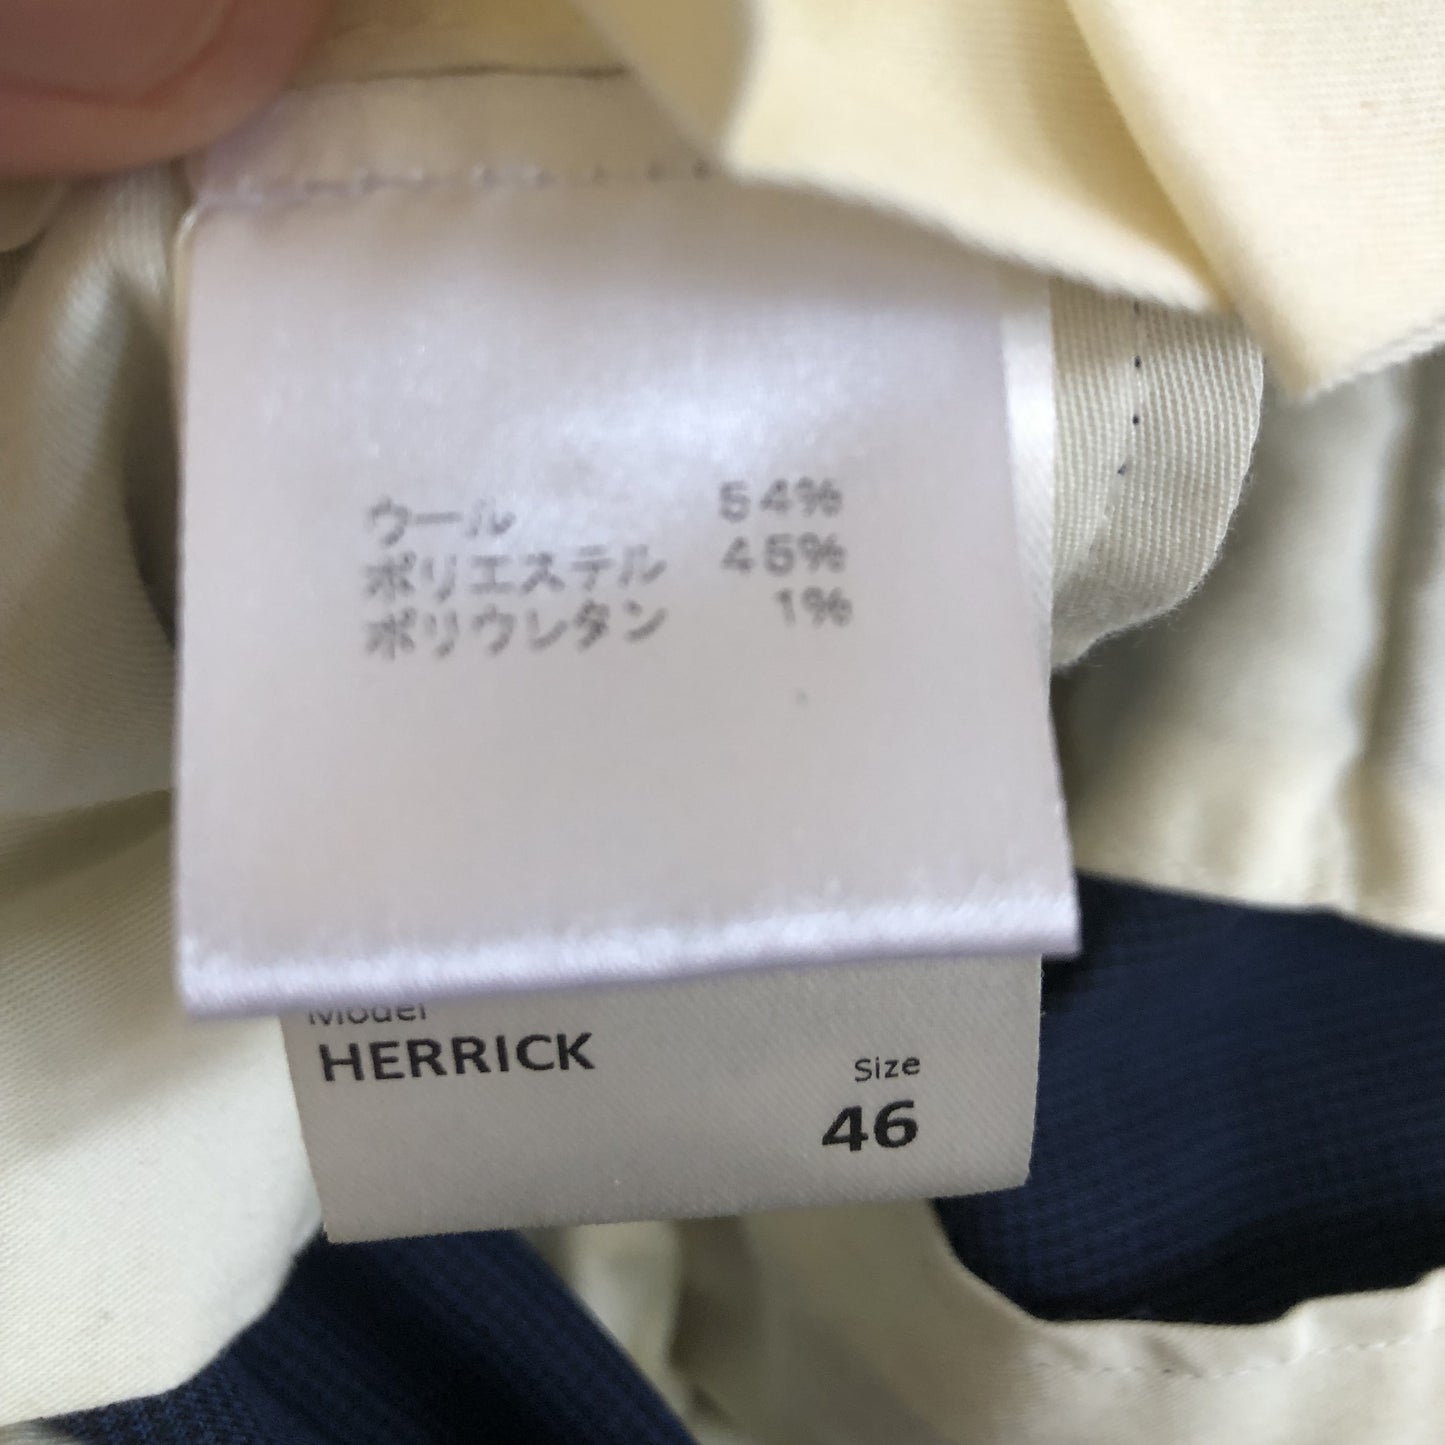 ウール 54%
ポリエステル 45%
ポリウレタン 1%
Model
HERRICK
Size
46